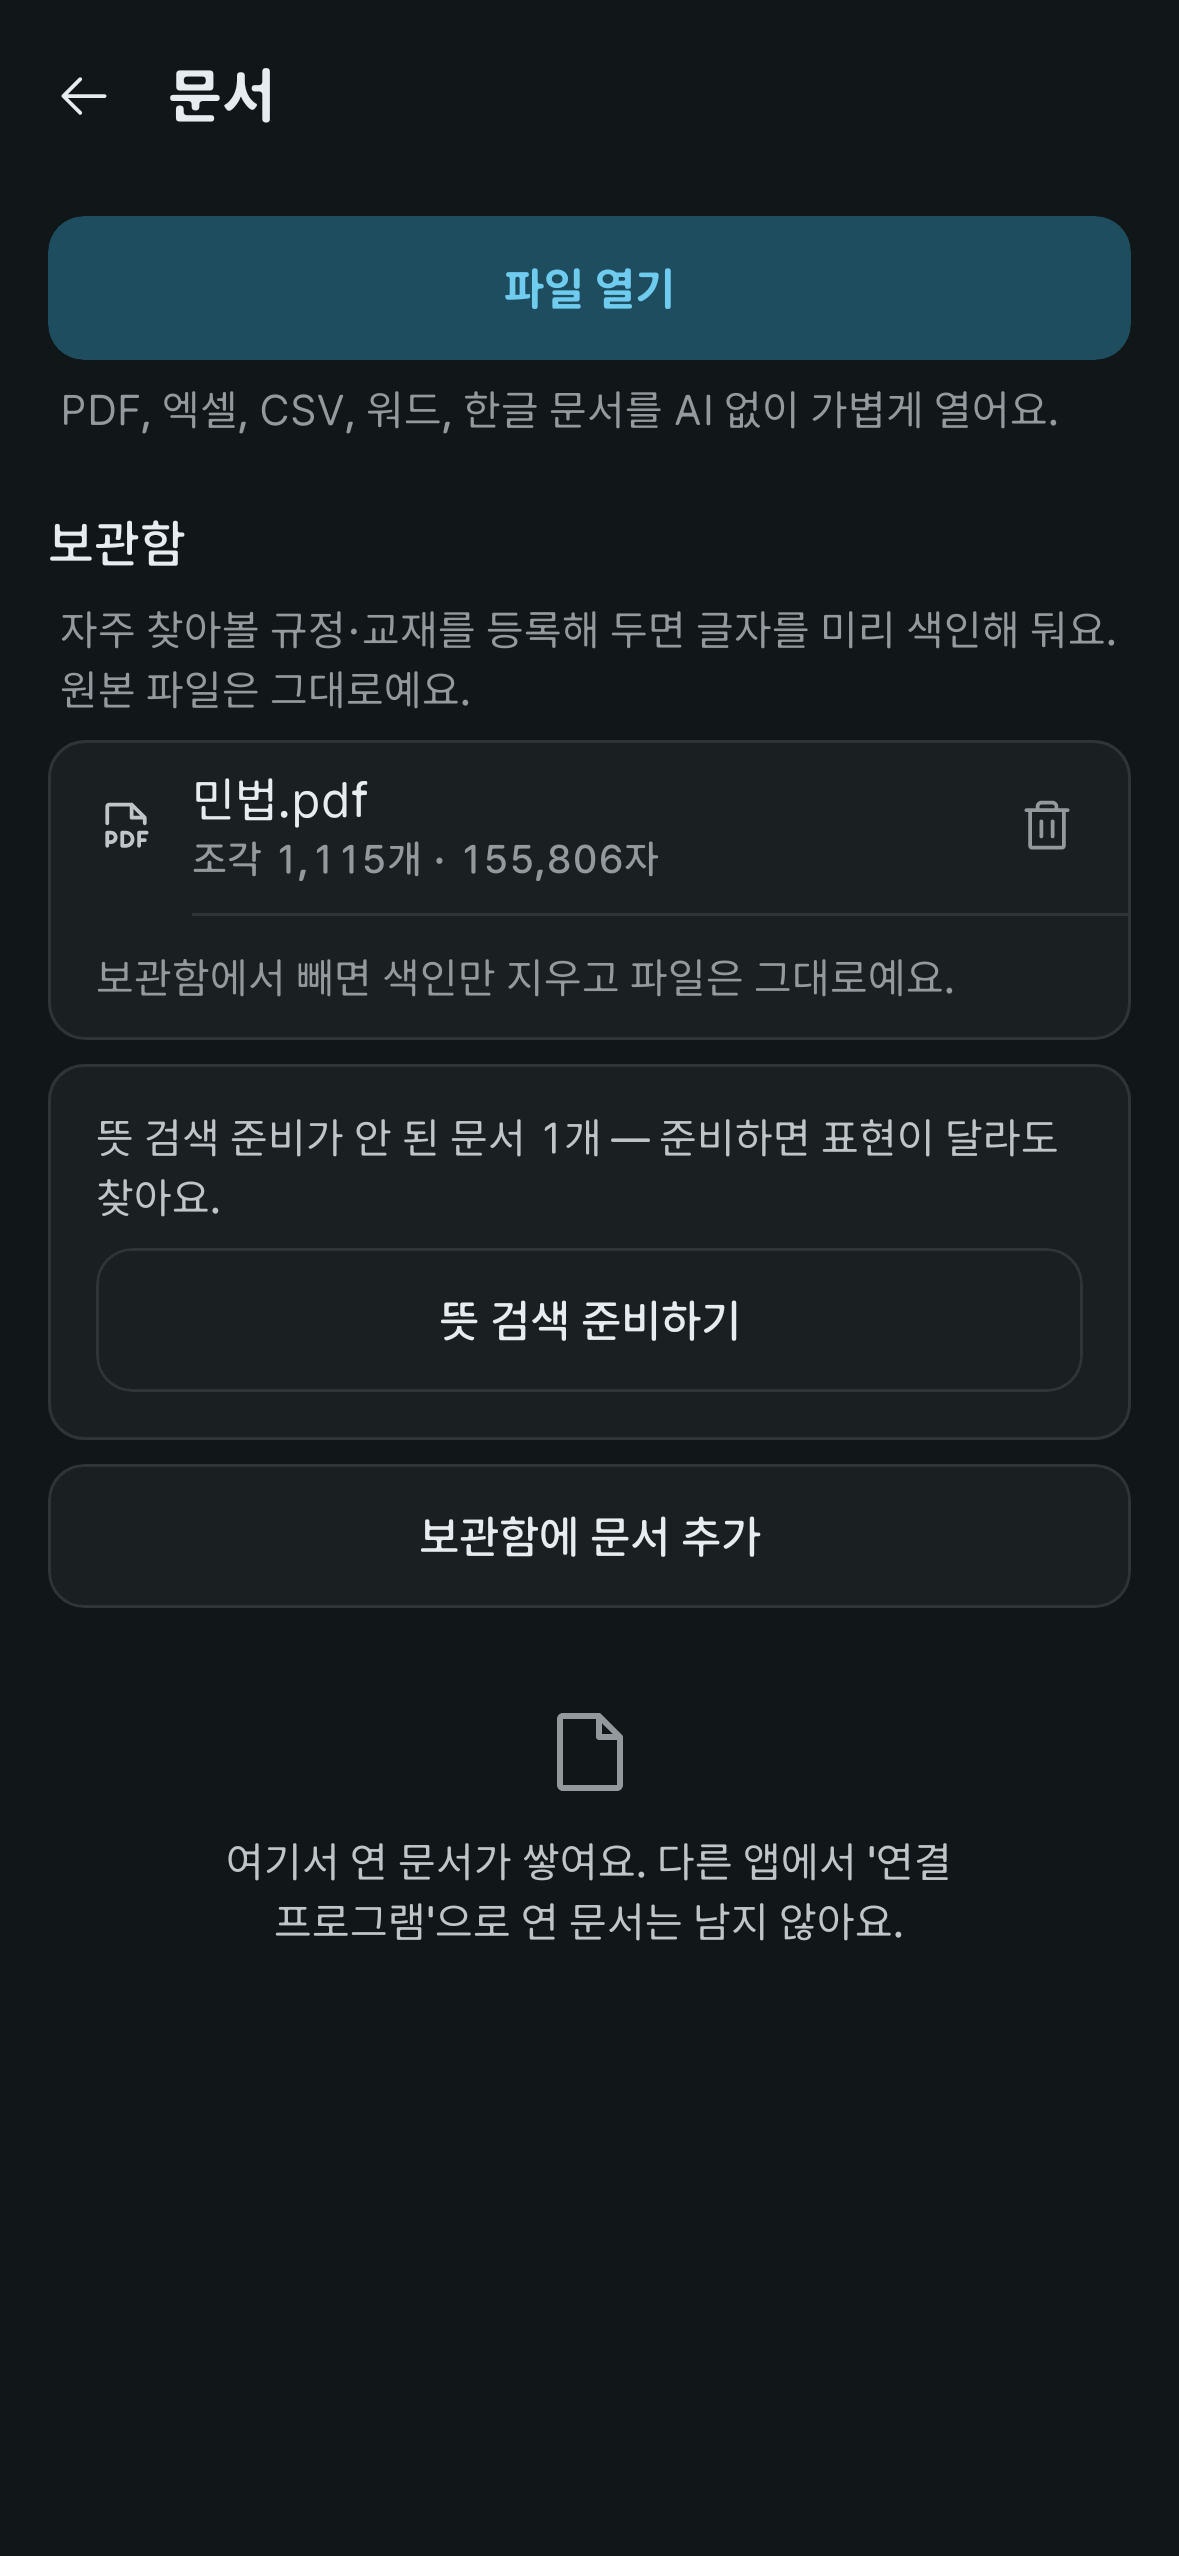 문서
파일 열기
PDF, 엑셀, CSV, 워드, 한글 문서를 AI 없이 가볍게 열어요.
보관함
자주 찾아볼 규정·교재를 등록해 두면 글자를 미리 색인해 둬요.
원본 파일은 그대로예요.
PDF
민법.pdf
조각 1,115개 · 155,806자
보관함에서 빼면 색인만 지우고 파일은 그대로예요.
뜻 검색 준비가 안 된 문서 1개 — 준비하면 표현이 달라도
찾아요.
뜻 검색 준비하기
보관함에 문서 추가
여기서 연 문서가 쌓여요. 다른 앱에서 '연결
프로그램'으로 연 문서는 남지 않아요.